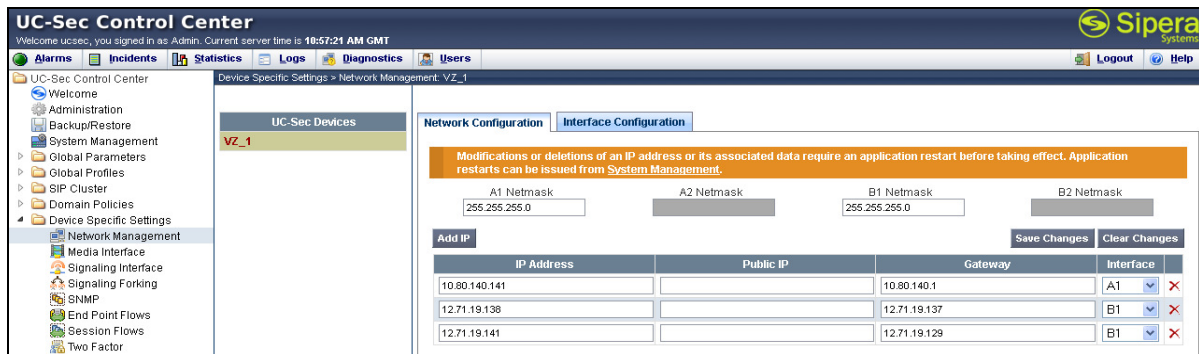 UC-Sec Control Center
Welcome ucsec, you signed in as Admin. Current server time is 10:57:21 AM GMT
Sipera
Systems
Alarms Incidents Statistics Logs Diagnostics Users Logout Help
UC-Sec Control Center
Welcome
Administration
Backup/Restore
System Management
Global Parameters
Global Profiles
SIP Cluster
Domain Policies
Device Specific Settings
Network Management
Media Interface
Signaling Interface
Signaling Forking
SNMP
End Point Flows
Session Flows
Two Factor
Device Specific Settings > Network Management: VZ_1
UC-Sec Devices
VZ_1
Network Configuration Interface Configuration
Modifications or deletions of an IP address or its associated data require an application restart before taking effect. Application
restarts can be issued from System Management.
A1 Netmask A2 Netmask B1 Netmask B2 Netmask
255.255.255.0 255.255.255.0
Add IP Save Changes Clear Changes
IP Address Public IP Gateway Interface
10.80.140.141 10.80.140.1 A1
12.71.19.138 12.71.19.137 B1
12.71.19.141 12.71.19.129 B1